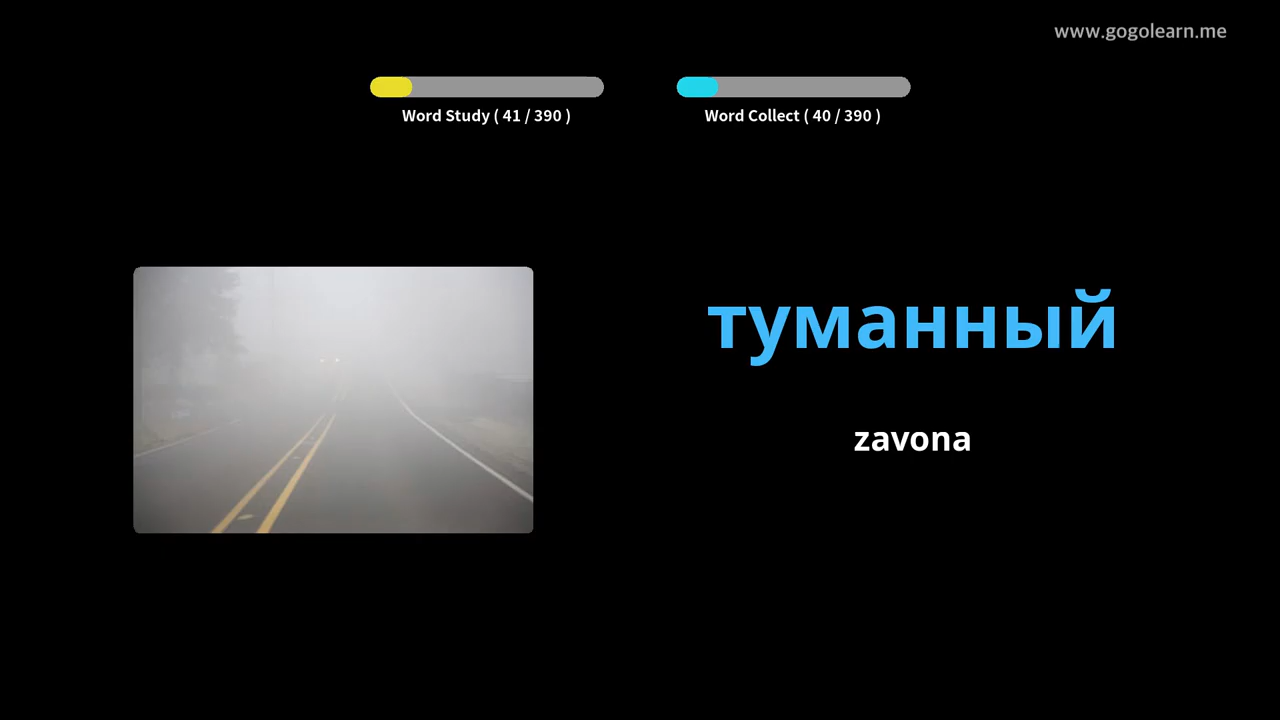 www.gogolearn.me
Word Study ( 41 / 390 )
Word Collect ( 40 / 390 )
туманный
zavona